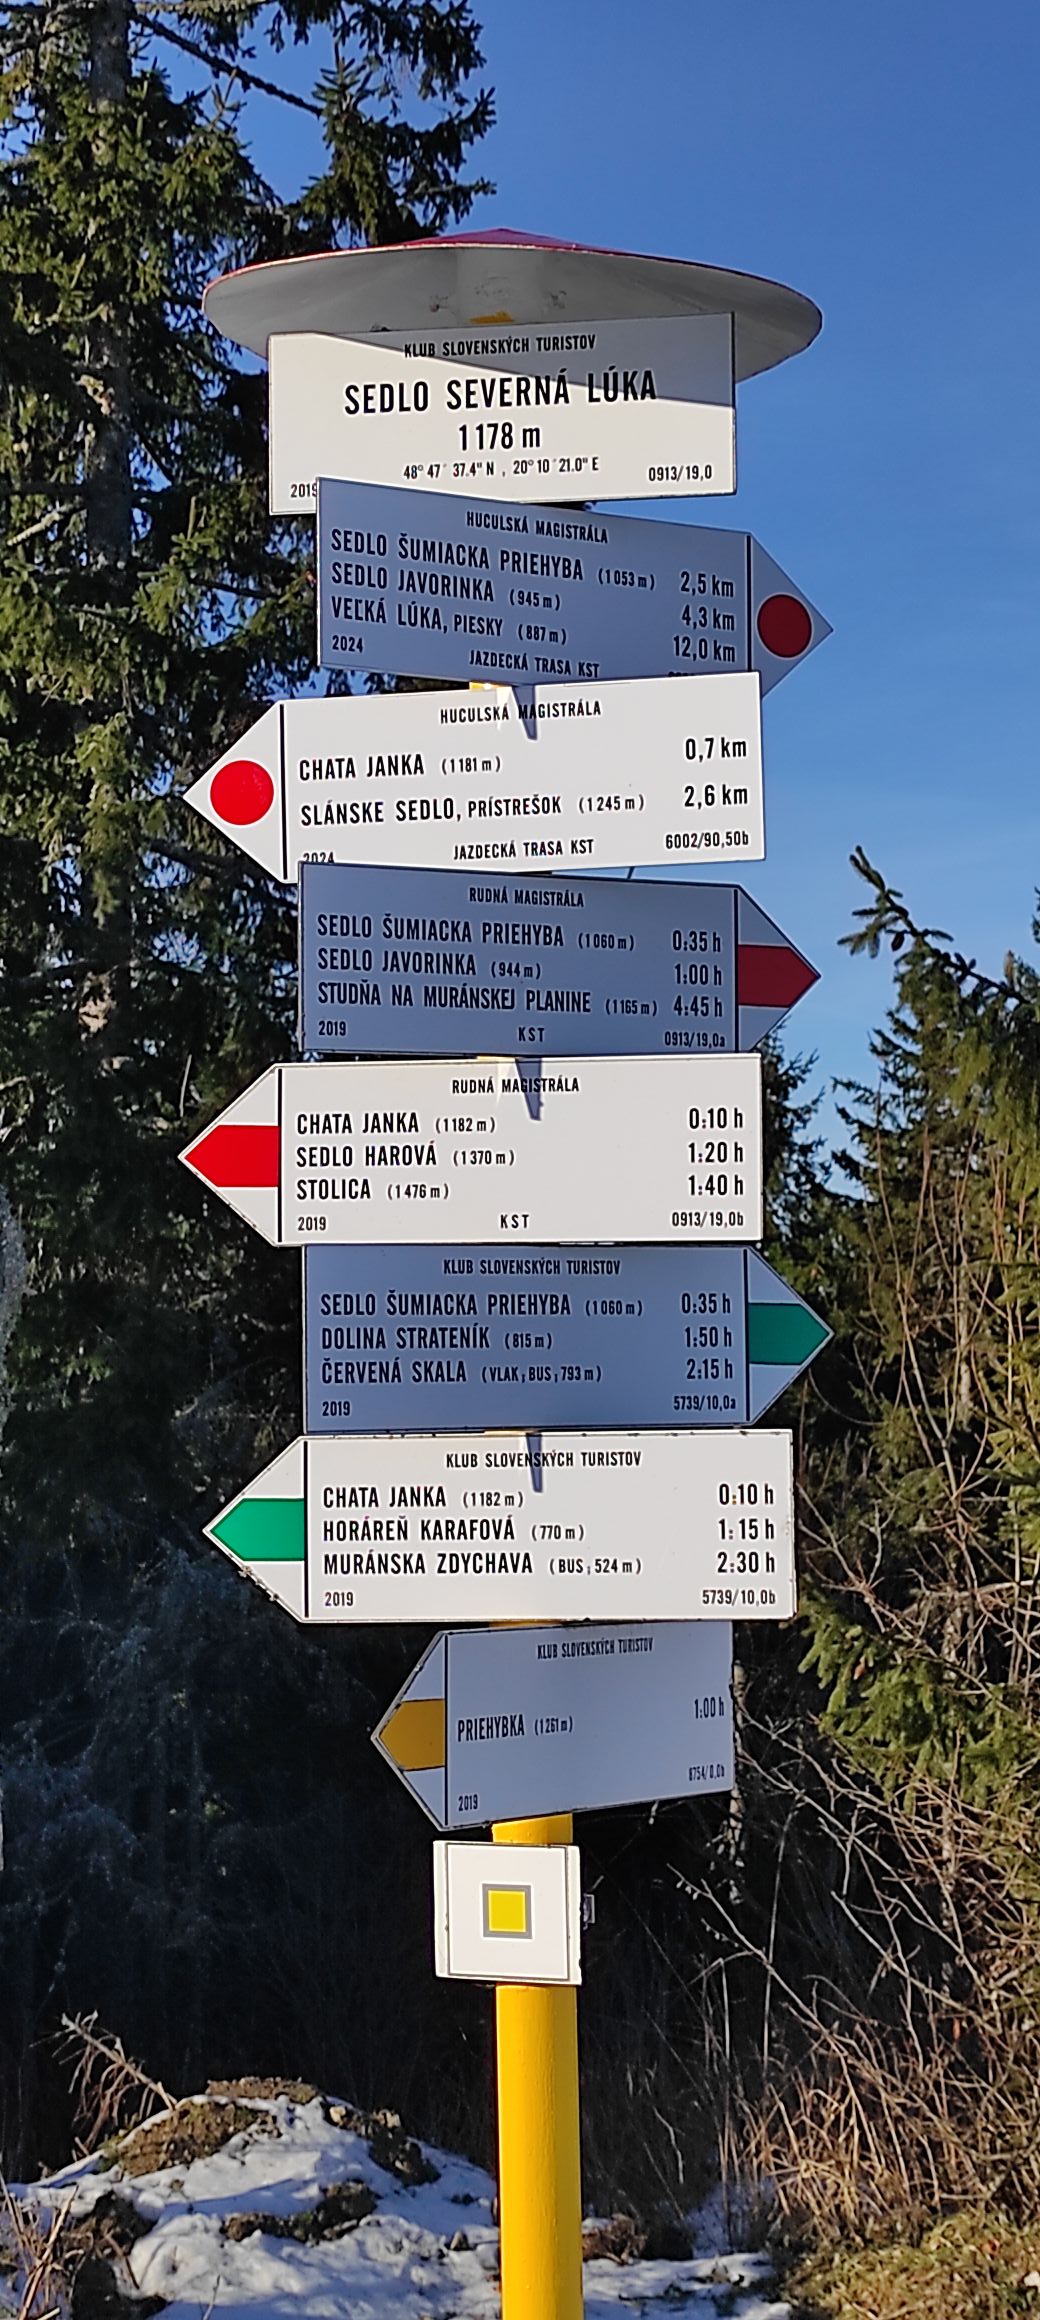 KLUB SLOVENSKÝCH TURISTOV
SEDLO SEVERNÁ LÚKA
1178 m
48° 47´ 37.4" N , 20° 10´ 21.0" E
2019 0913/19,0
HUCULSKÁ MAGISTRÁLA
SEDLO ŠUMIACKA PRIEHYBA (1053 m) 2,5 km
SEDLO JAVORINKA (945 m) 4,3 km
VEĽKÁ LÚKA, PIESKY (887 m) 12,0 km
2024 JAZDECKÁ TRASA KST
HUCULSKÁ MAGISTRÁLA
CHATA JANKA (1181 m) 0,7 km
SLÁNSKE SEDLO, PRÍSTREŠOK (1245 m) 2,6 km
2024 JAZDECKÁ TRASA KST 6002/90,50b
RUDNÁ MAGISTRÁLA
SEDLO ŠUMIACKA PRIEHYBA (1060 m) 0:35 h
SEDLO JAVORINKA (944 m) 1:00 h
STUDŇA NA MURÁNSKEJ PLANINE (1165 m) 4:45 h
2019 KST 0913/19,0a
RUDNÁ MAGISTRÁLA
CHATA JANKA (1182 m) 0:10 h
SEDLO HAROVÁ (1370 m) 1:20 h
STOLICA (1476 m) 1:40 h
2019 KST 0913/19,0b
KLUB SLOVENSKÝCH TURISTOV
SEDLO ŠUMIACKA PRIEHYBA (1060 m) 0:35 h
DOLINA STRATENÍK (815 m) 1:50 h
ČERVENÁ SKALA (VLAK, BUS, 793 m) 2:15 h
2019 5739/10,0a
KLUB SLOVENSKÝCH TURISTOV
CHATA JANKA (1182 m) 0:10 h
HORÁREŇ KARAFOVÁ (770 m) 1:15 h
MURÁNSKA ZDYCHAVA (BUS, 524 m) 2:30 h
2019 5739/10,0b
KLUB SLOVENSKÝCH TURISTOV
PRIEHYBKA (1261 m) 1:00 h
2019 8754/0,0b